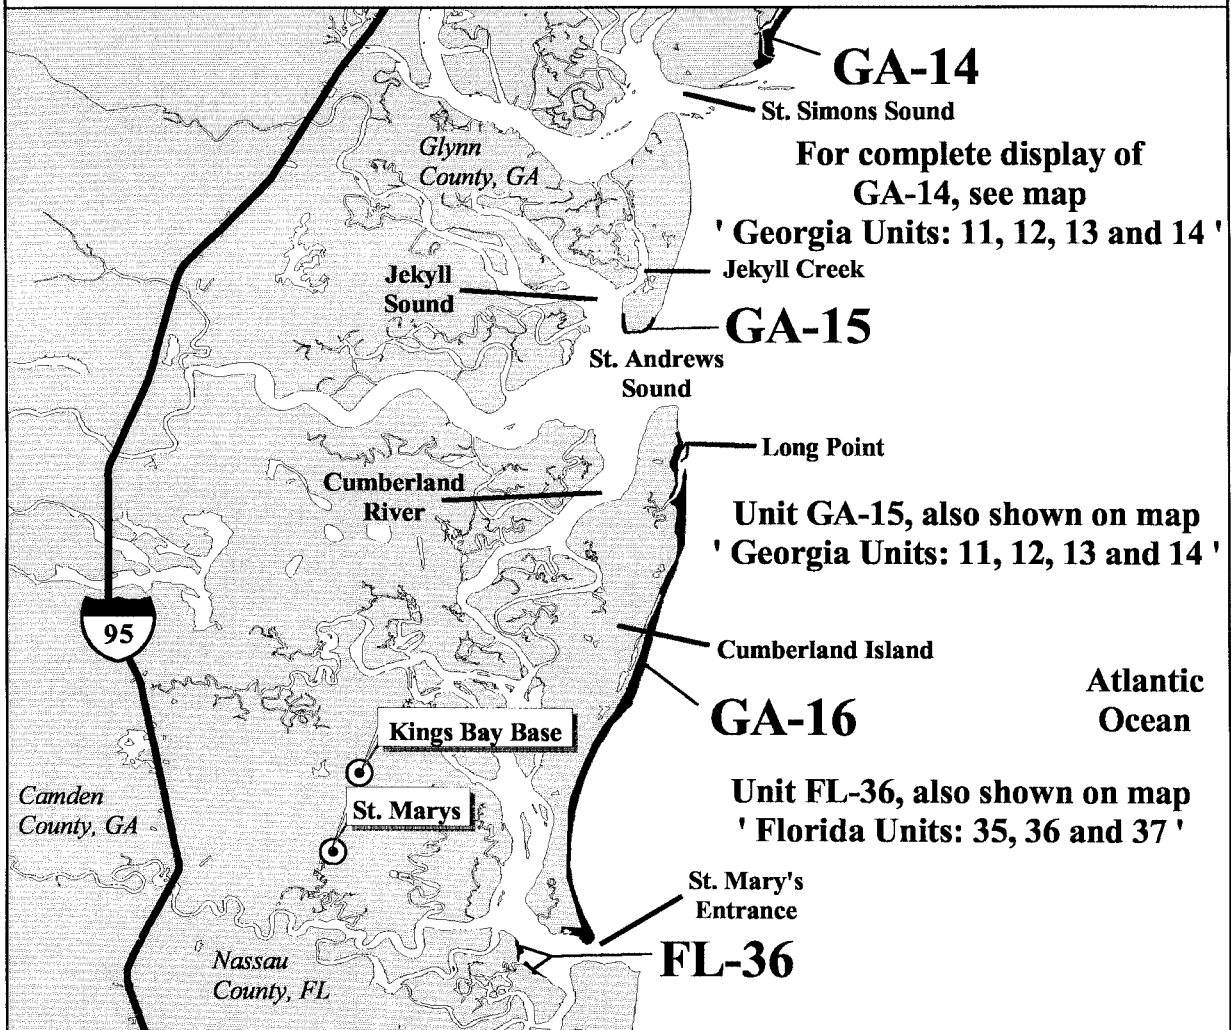 GA-14
St. Simons Sound
Glynn
County, GA
For complete display of
GA-14, see map
' Georgia Units: 11, 12, 13 and 14 '
Jekyll Creek
Jekyll
Sound
GA-15
St. Andrews
Sound
Long Point
Cumberland
River
Unit GA-15, also shown on map
' Georgia Units: 11, 12, 13 and 14 '
95
Cumberland Island
Atlantic
Ocean
GA-16
Kings Bay Base
Camden
County, GA
St. Marys
Unit FL-36, also shown on map
' Florida Units: 35, 36 and 37 '
St. Mary's
Entrance
FL-36
Nassau
County, FL